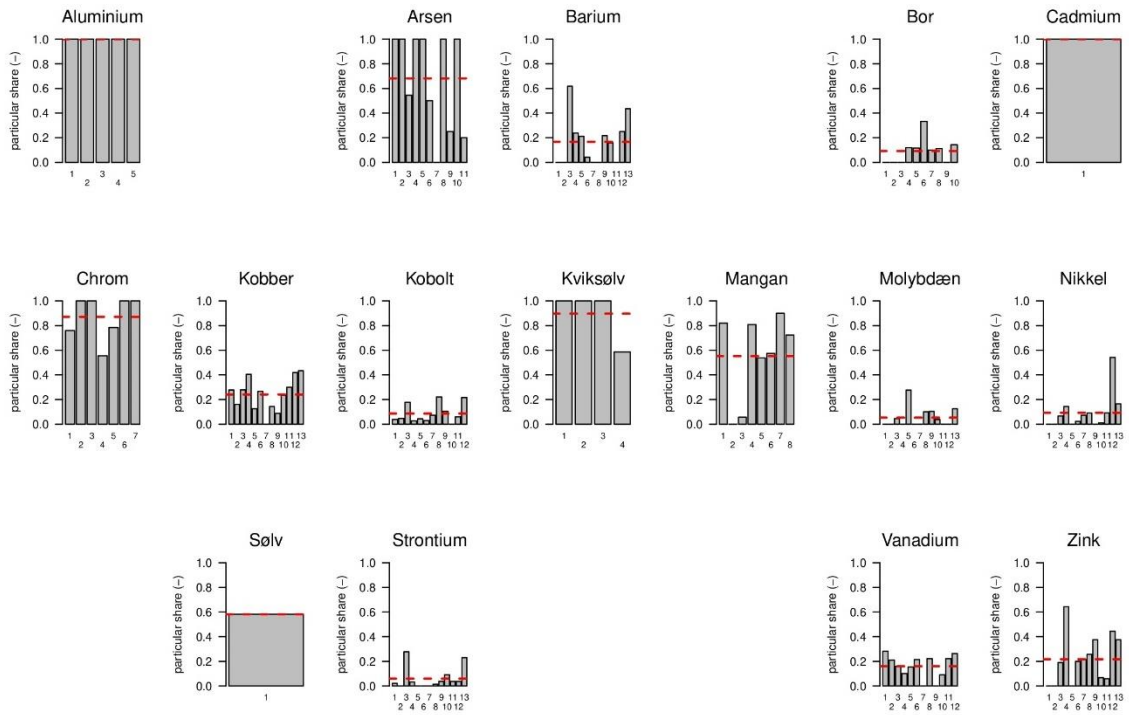 Aluminium
particular share (−)
1.0
0.8
0.6
0.4
0.2
0.0
1 3 5
2 4
Arsen
particular share (−)
1.0
0.8
0.6
0.4
0.2
0.0
1 3 5 7 9 11
2 4 6 8 10
Barium
particular share (−)
1.0
0.8
0.6
0.4
0.2
0.0
1 3 5 7 9 11 13
2 4 6 8 10 12
Bor
particular share (−)
1.0
0.8
0.6
0.4
0.2
0.0
1 3 5 7 9
2 4 6 8 10
Cadmium
particular share (−)
1.0
0.8
0.6
0.4
0.2
0.0
1
Chrom
particular share (−)
1.0
0.8
0.6
0.4
0.2
0.0
1 3 5 7
2 4 6
Kobber
particular share (−)
1.0
0.8
0.6
0.4
0.2
0.0
1 3 5 7 9 11 13
2 4 6 8 10 12
Kobolt
particular share (−)
1.0
0.8
0.6
0.4
0.2
0.0
1 3 5 7 9 11
2 4 6 8 10 12
Kviksølv
particular share (−)
1.0
0.8
0.6
0.4
0.2
0.0
1 3
2 4
Mangan
particular share (−)
1.0
0.8
0.6
0.4
0.2
0.0
1 3 5 7
2 4 6 8
Molybdæn
particular share (−)
1.0
0.8
0.6
0.4
0.2
0.0
1 3 5 7 9 11 13
2 4 6 8 10 12
Nikkel
particular share (−)
1.0
0.8
0.6
0.4
0.2
0.0
1 3 5 7 9 11 13
2 4 6 8 10 12
Sølv
particular share (−)
1.0
0.8
0.6
0.4
0.2
0.0
1
Strontium
particular share (−)
1.0
0.8
0.6
0.4
0.2
0.0
1 3 5 7 9 11 13
2 4 6 8 10 12
Vanadium
particular share (−)
1.0
0.8
0.6
0.4
0.2
0.0
1 3 5 7 9 11
2 4 6 8 10 12
Zink
particular share (−)
1.0
0.8
0.6
0.4
0.2
0.0
1 3 5 7 9 11 13
2 4 6 8 10 12